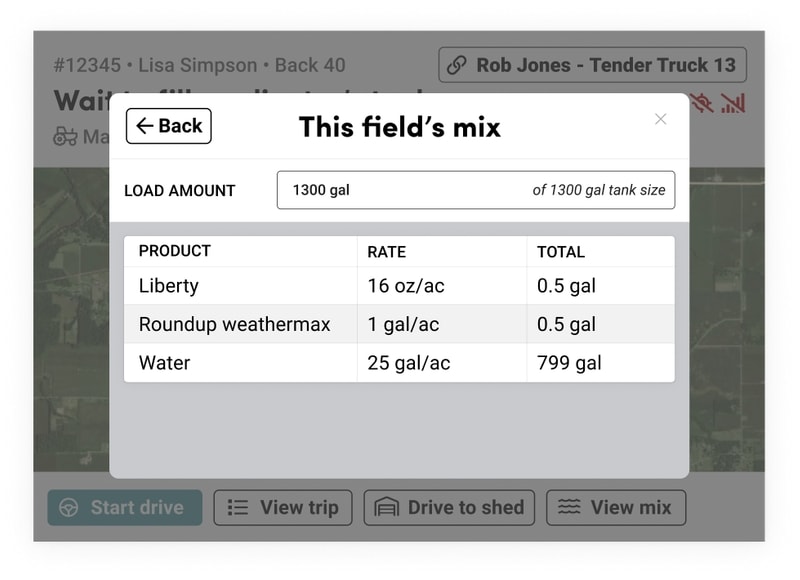 #12345 • Lisa Simpson • Back 40
Rob Jones - Tender Truck 13
Wait
Back
This field’s mix
LOAD AMOUNT 1300 gal of 1300 gal tank size
PRODUCT RATE TOTAL
Liberty 16 oz/ac 0.5 gal
Roundup weathermax 1 gal/ac 0.5 gal
Water 25 gal/ac 799 gal
Start drive View trip Drive to shed View mix